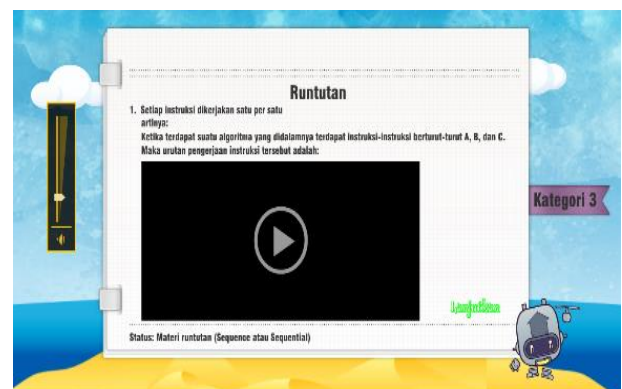 Runtutan
1. Setiap instruksi dikerjakan satu per satu
artinya:
Ketika terdapat suatu algoritma yang didalamnya terdapat instruksi-instruksi berturut-turut A, B, dan C.
Maka urutan pengerjaan instruksi tersebut adalah:
Kategori 3
Lanjutkan
Status: Materi runtutan (Sequence atau Sequential)